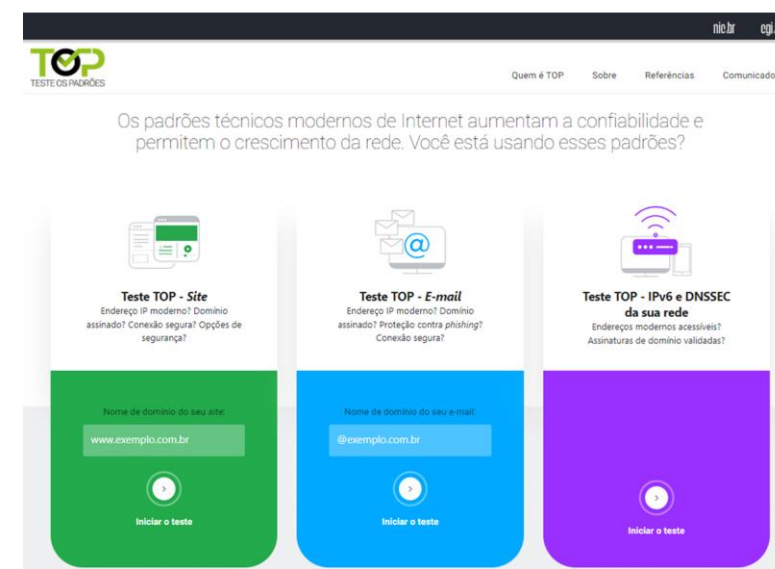 nic.br cgi.
TOP
TESTE OS PADRÕES
Quem é TOP Sobre Referências Comunicado
Os padrões técnicos modernos de Internet aumentam a confiabilidade e
permitem o crescimento da rede. Você está usando esses padrões?
Teste TOP - Site
Endereço IP moderno? Domínio
assinado? Conexão segura? Opções de
segurança?
Nome de domínio do seu site:
www.exemplo.com.br
Iniciar o teste
Teste TOP - E-mail
Endereço IP moderno? Domínio
assinado? Proteção contra phishing?
Conexão segura?
Nome de domínio do seu e-mail:
@exemplo.com.br
Iniciar o teste
Teste TOP - IPv6 e DNSSEC
da sua rede
Endereços modernos acessíveis?
Assinaturas de domínio validadas?
Iniciar o teste